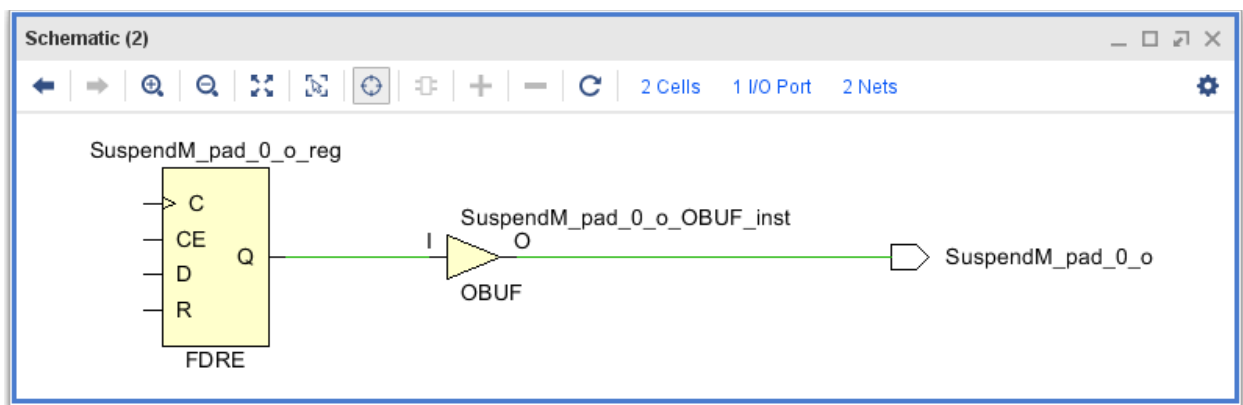 Schematic (2)
2 Cells 1 I/O Port 2 Nets
SuspendM_pad_0_o_reg
C
CE
D
R
Q
FDRE
SuspendM_pad_0_o_OBUF_inst
I
O
OBUF
SuspendM_pad_0_o